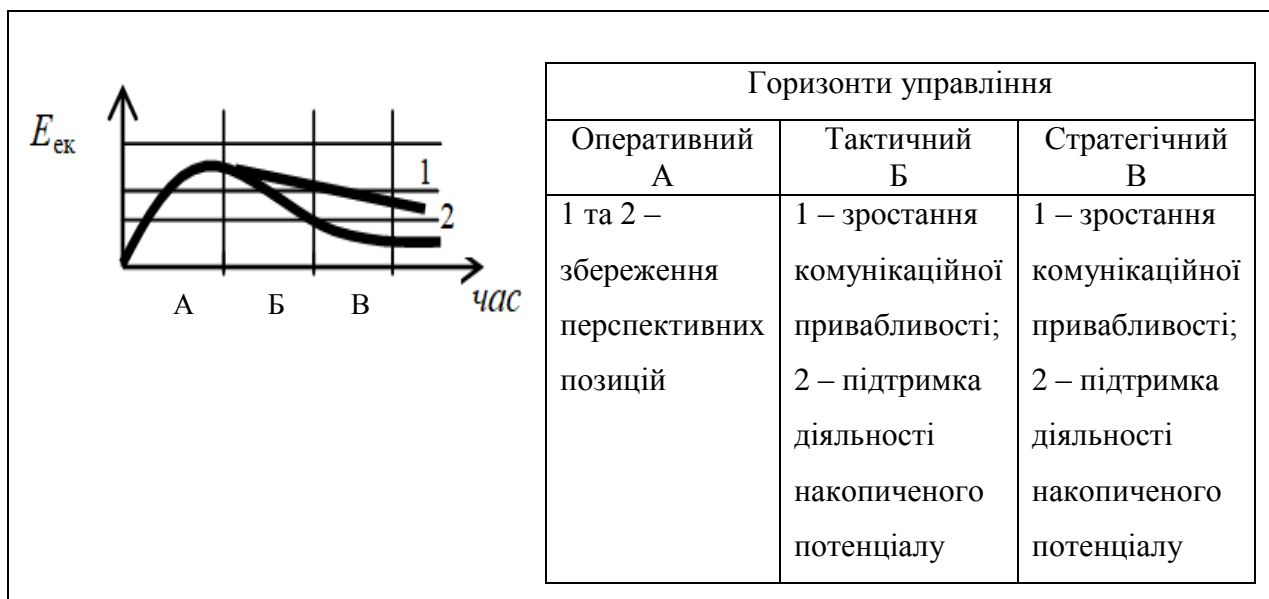 Eек
1
2
А Б В час
Горизонти управління
Оперативний
А
Тактичний
Б
Стратегічний
В
1 та 2 –
збереження
перспективних
позицій
1 – зростання
комунікаційної
привабливості;
2 – підтримка
діяльності
накопиченого
потенціалу
1 – зростання
комунікаційної
привабливості;
2 – підтримка
діяльності
накопиченого
потенціалу